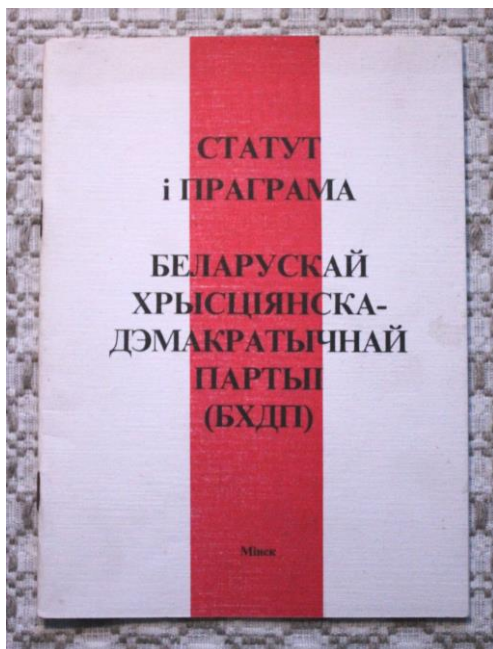 СТАТУТ
і ПРАГРАМА
БЕЛАРУСКАЙ
ХРЫСЦІЯНСКА-
ДЭМАКРАТЫЧНАЙ
ПАРТЫІ
(БХДП)
Мінск